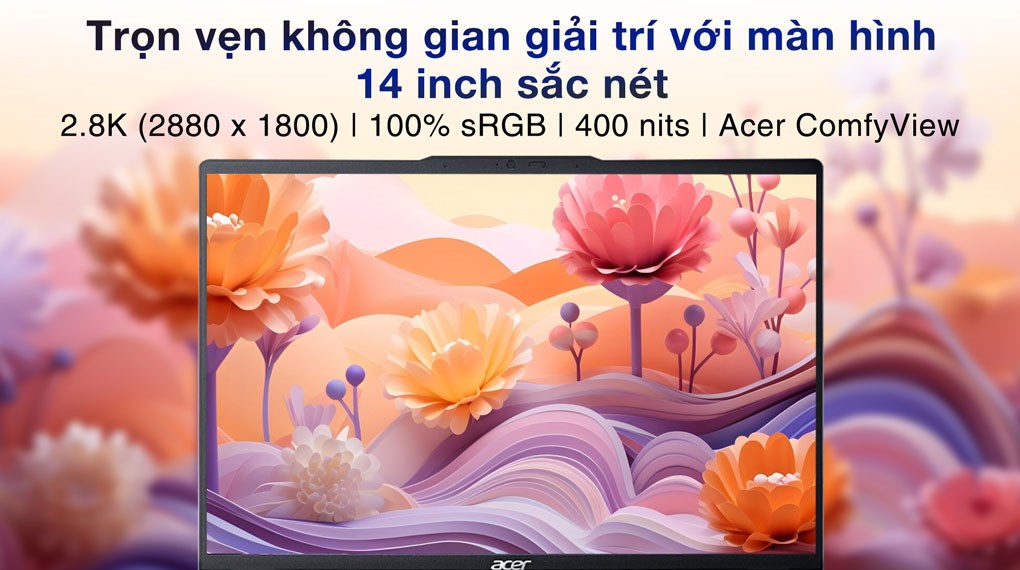 Trọn vẹn không gian giải trí với màn hình
14 inch sắc nét
2.8K (2880 x 1800) | 100% sRGB | 400 nits | Acer ComfyView
acer